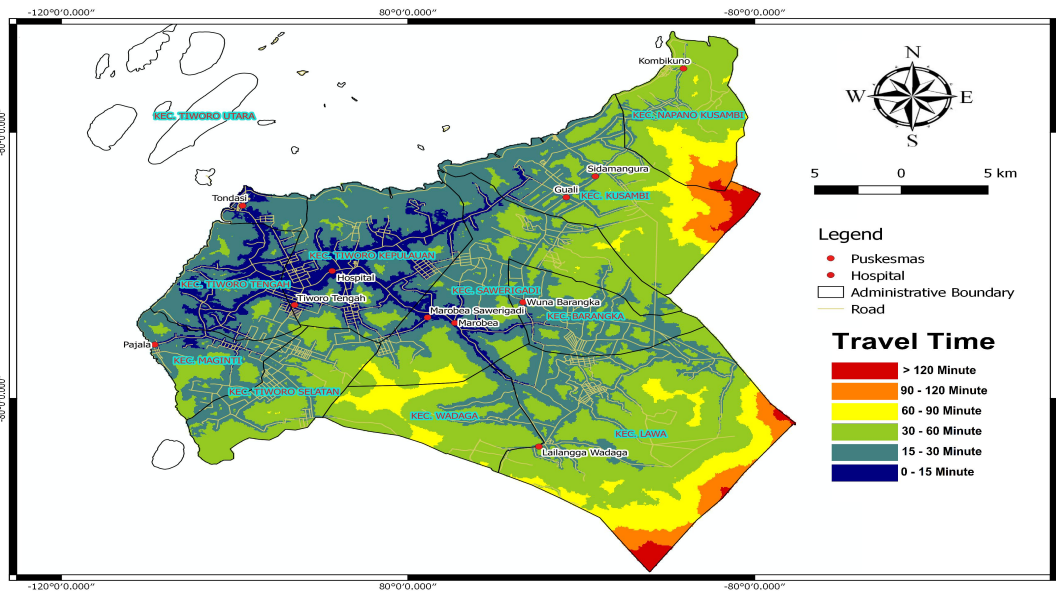 -120°0'0.000"
80°0'0.000"
-80°0'0.000"
Kombikuno
N
W
E
S
KEC. TIWORO UTARA
KEC. NAPANO KUSAMBI
Sidamangura
5
0
5 km
Guali
KEC. KUSAMBI
Tondasi
Legend
KEC. TIWORO KEPULAUAN
Puskesmas
Hospital
Hospital
KEC. TIWORO TENGAH
KEC. SAWERIGADI
Administrative Boundary
Tiworo Tengah
Wuna Barangka
Road
Marobea Sawerigadi
KEC. BARANGKA
Marobea
Pajala
Travel Time
KEC. MAGINTI
> 120 Minute
KEC. TIWORO SELATAN
90 - 120 Minute
60 - 90 Minute
KEC. WADAGA
KEC. LAWA
30 - 60 Minute
Lailangga Wadaga
15 - 30 Minute
0 - 15 Minute
-120°0'0.000"
80°0'0.000"
-80°0'0.000"